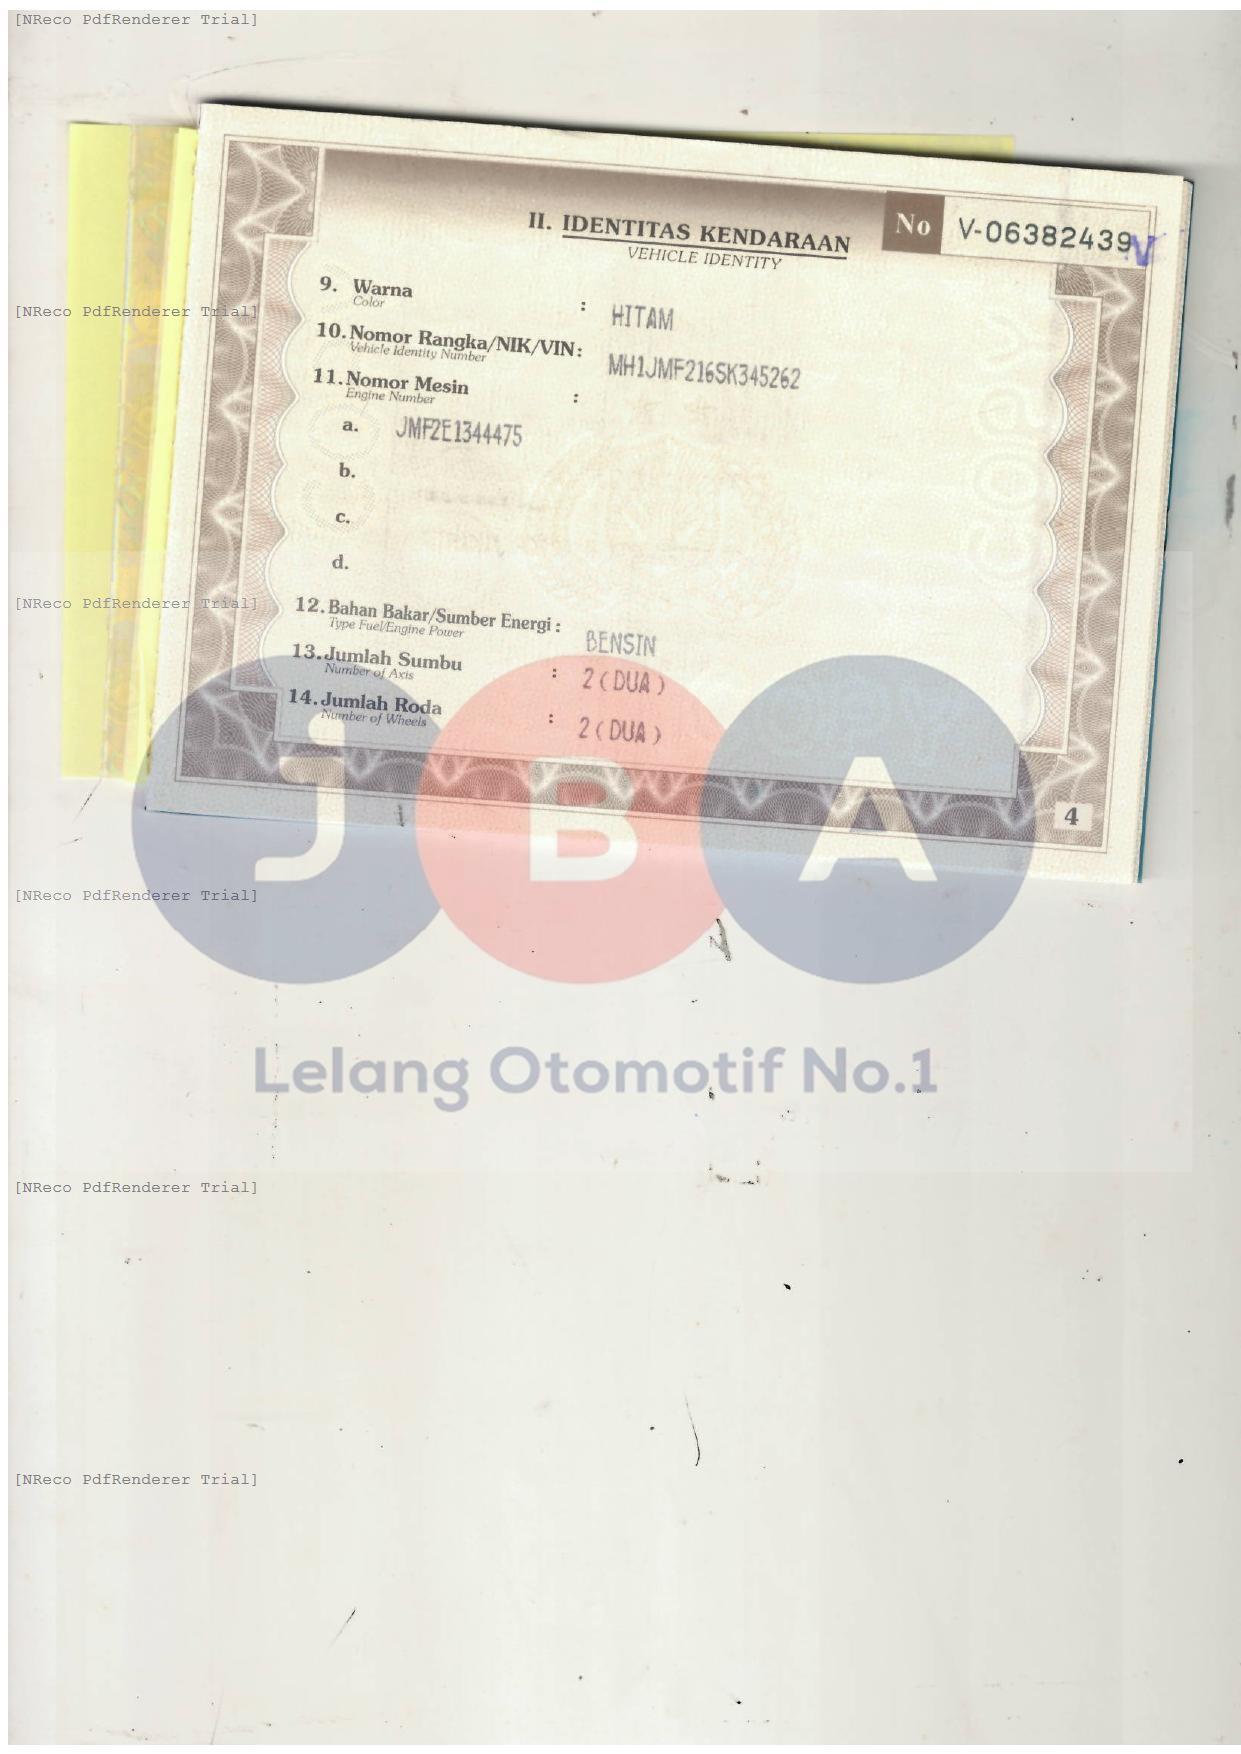 [NReco PdfRenderer Trial]
II. IDENTITAS KENDARAAN
VEHICLE IDENTITY
No V-06382439
9. Warna : HITAM
Color
[NReco PdfRenderer Trial]
10. Nomor Rangka/NIK/VIN: MH1JMF216SK345262
Vehicle Identity Number
11. Nomor Mesin :
Engine Number
a. JMF2E1344475
b.
c.
COPY
d.
[NReco PdfRenderer Trial]
12. Bahan Bakar/Sumber Energi : BENSIN
Type Fuel/Engine Power
13. Jumlah Sumbu : 2 ( DUA )
Number of Axis
14. Jumlah Roda : 2 ( DUA )
Number of Wheels
4
JBA
[NReco PdfRenderer Trial]
Lelang Otomotif No.1
[NReco PdfRenderer Trial]
[NReco PdfRenderer Trial]